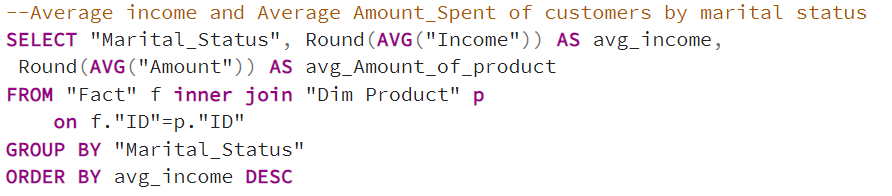 --Average income and Average Amount_Spent of customers by marital status
SELECT "Marital_Status", Round(AVG("Income")) AS avg_income,
 Round(AVG("Amount")) AS avg_Amount_of_product
FROM "Fact" f inner join "Dim Product" p
    on f."ID"=p."ID"
GROUP BY "Marital_Status"
ORDER BY avg_income DESC